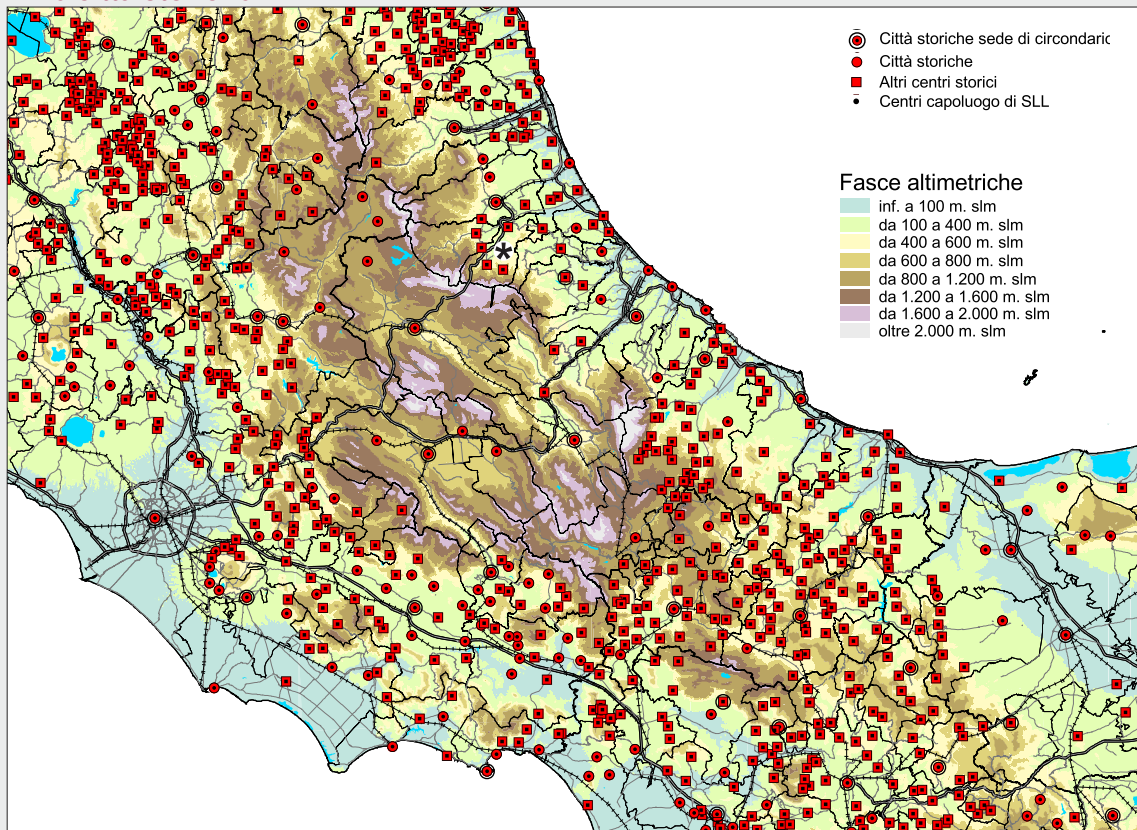 Città storiche sede di circondario
Città storiche
Altri centri storici
Centri capoluogo di SLL
Fasce altimetriche
inf. a 100 m. slm
da 100 a 400 m. slm
da 400 a 600 m. slm
da 600 a 800 m. slm
da 800 a 1.200 m. slm
da 1.200 a 1.600 m. slm
da 1.600 a 2.000 m. slm
oltre 2.000 m. slm
*